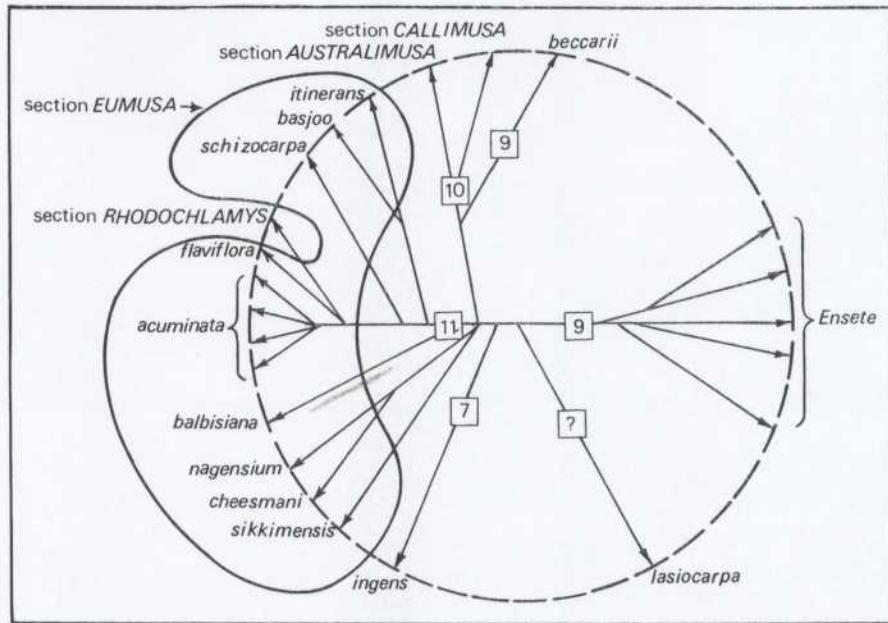 section CALLIMUSA
section AUSTRALIMUSA
beccarii
itinerans
section EUMUSA
basjoo
schizocarpa
9
10
section RHODOCHLAMYS
flaviflora
acuminata
11
9
Ensete
7
?
balbisiana
nagensium
cheesmani
sikkimensis
ingens
lasiocarpa